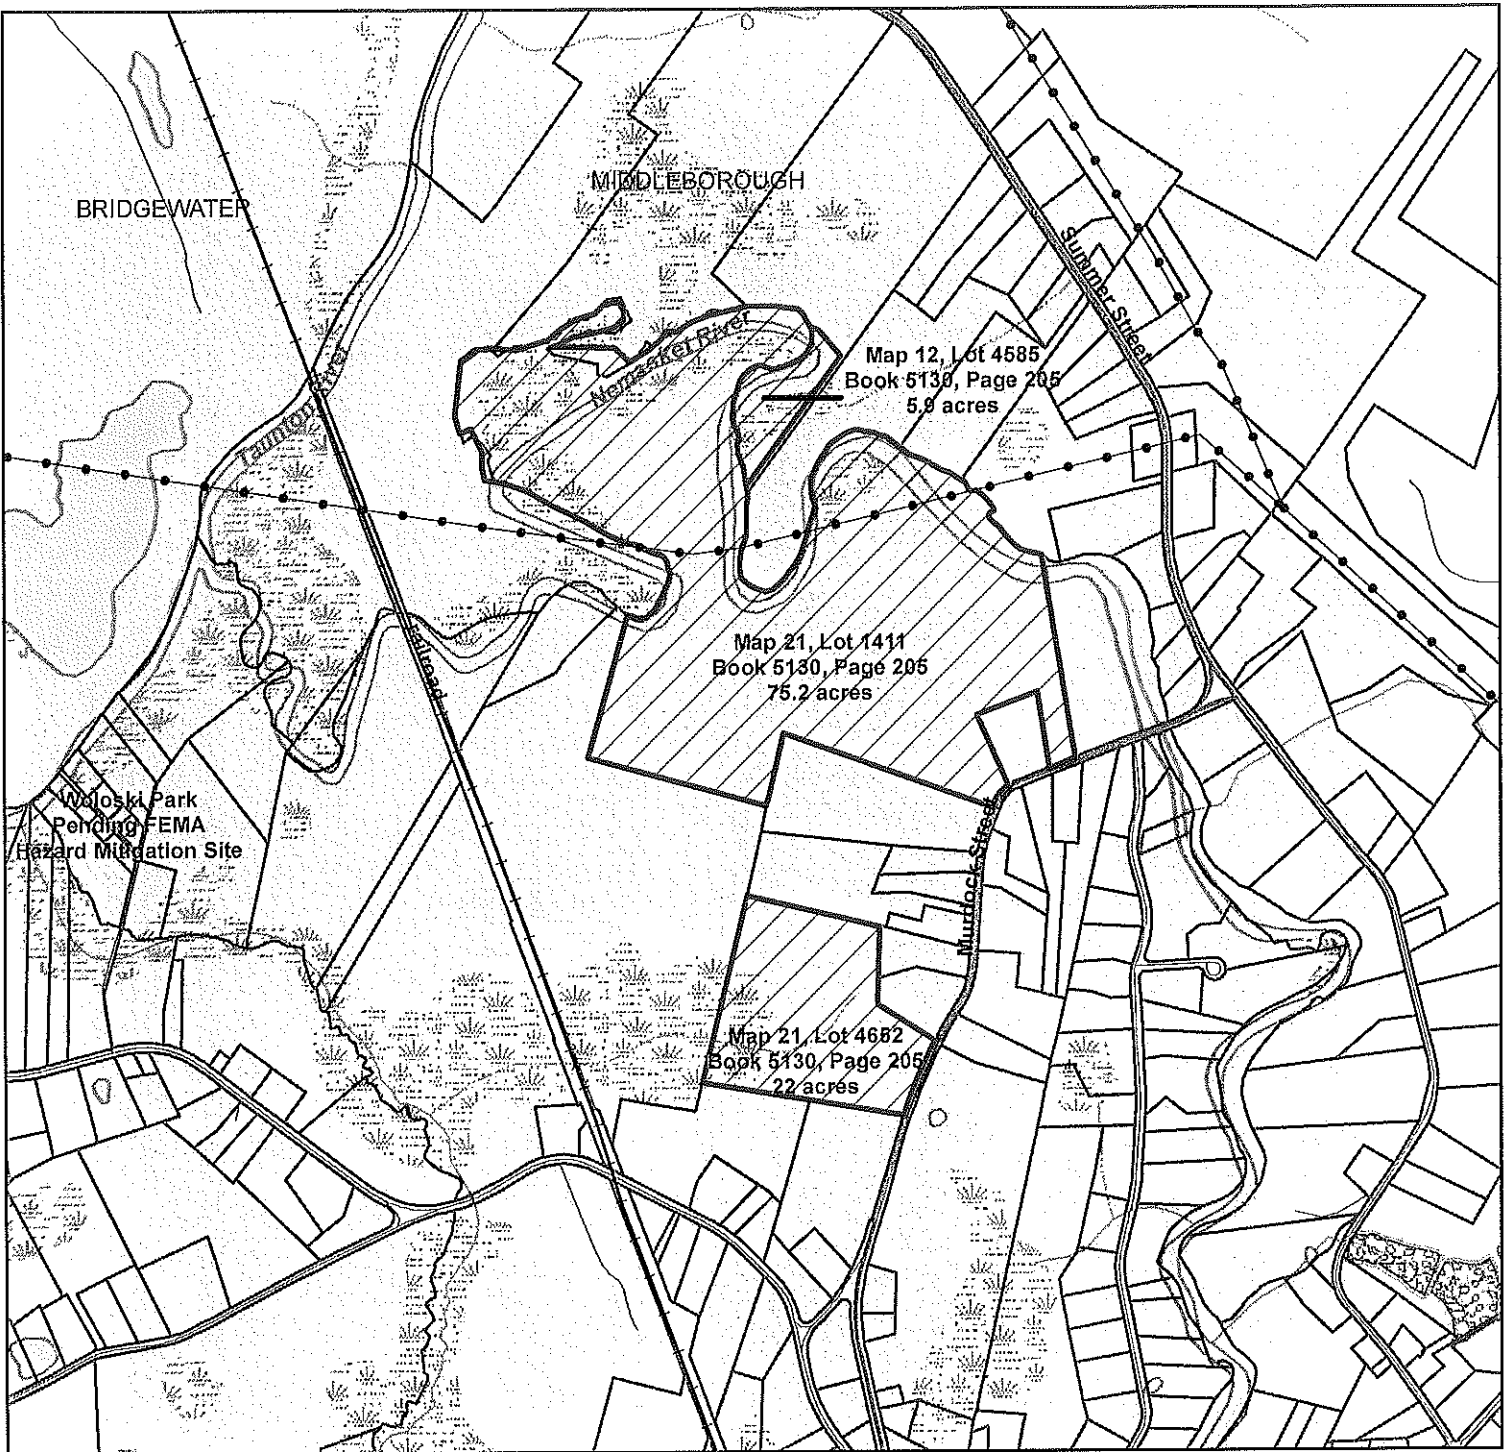 MIDDLEBOROUGH
BRIDGEWATER
Summer Street
Nemasket River
Map 12, Lot 4585
Book 5130, Page 205
5.9 acres
Taunton River
Map 21, Lot 1411
Book 5130, Page 205
75.2 acres
Railroad
Woloski Park
Pending FEMA
Hazard Mitigation Site
Murdock Street
Map 21, Lot 4652
Book 5130, Page 205
22 acres